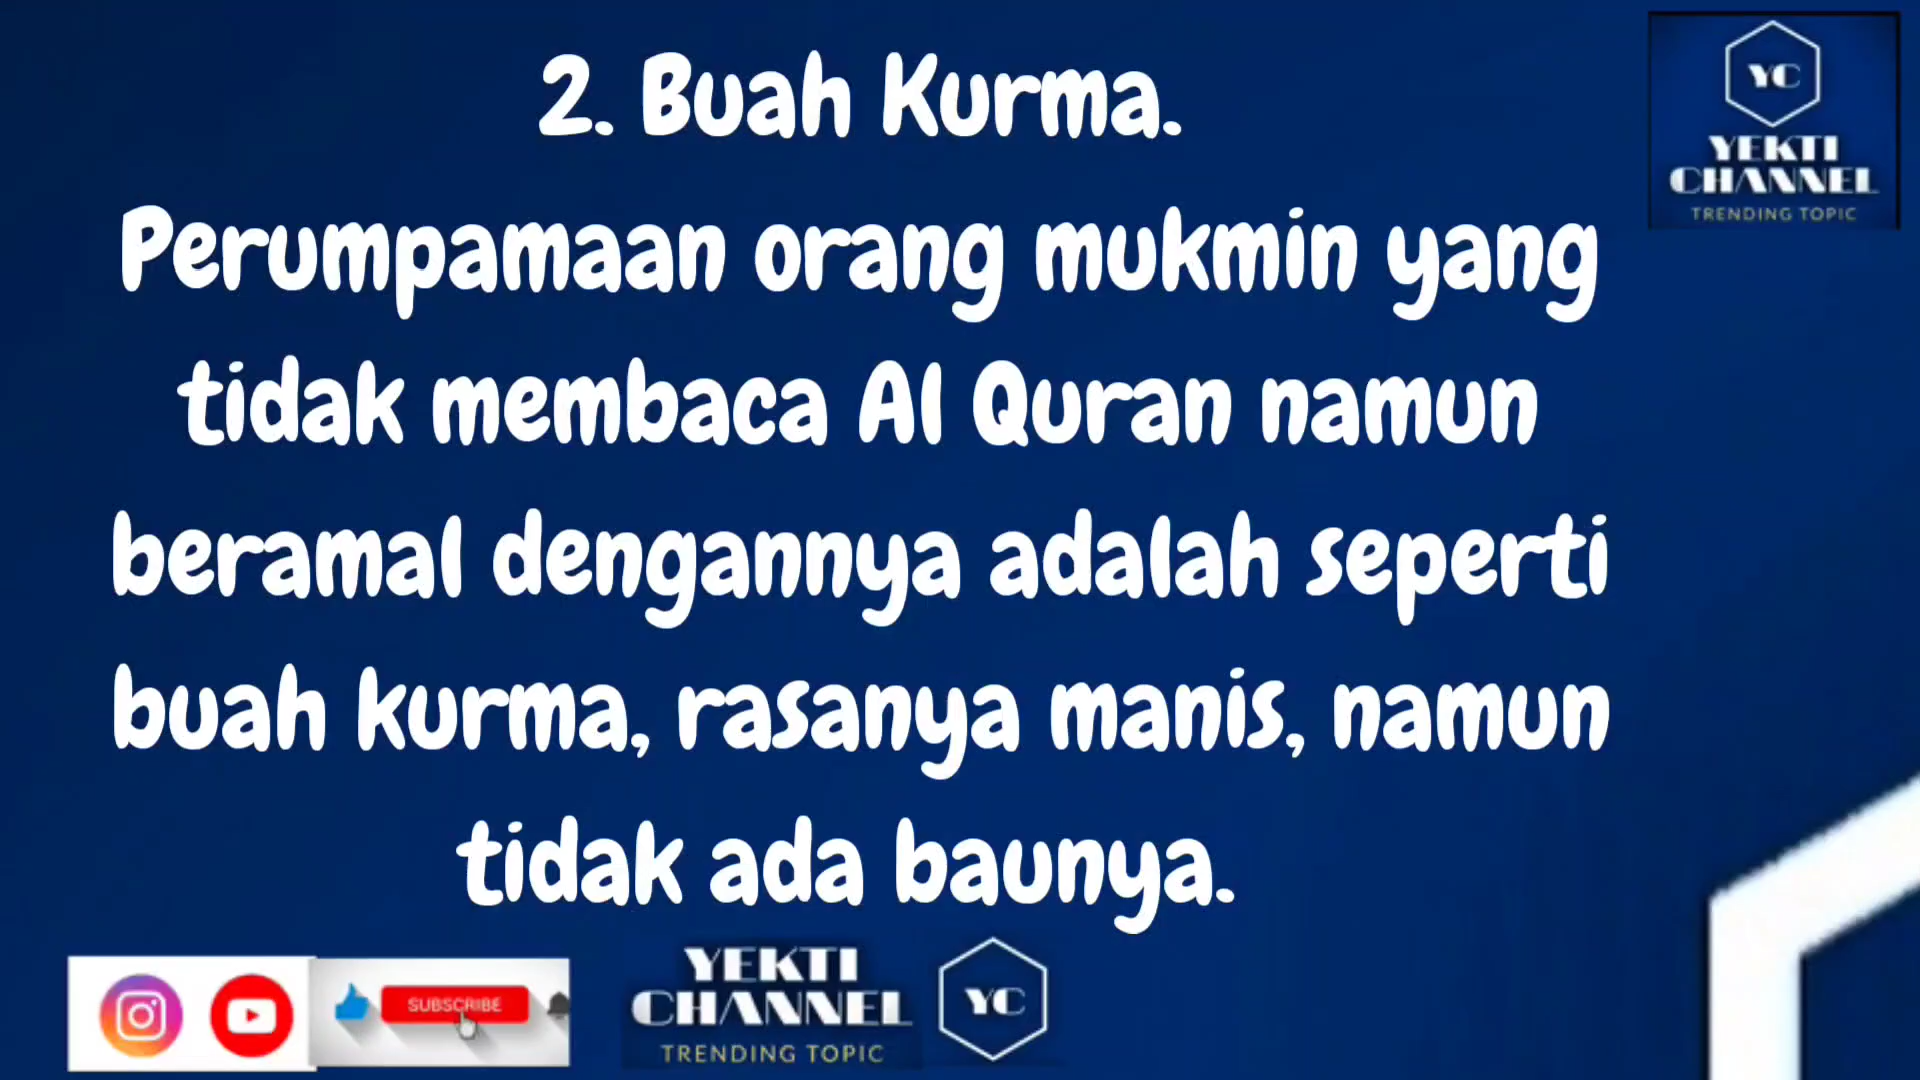 2. Buah Kurma.
Perumpamaan orang mukmin yang
tidak membaca Al Quran namun
beramal dengannya adalah seperti
buah kurma, rasanya manis, namun
tidak ada baunya.
YC
YEKTI
CHANNEL
TRENDING TOPIC
SUBSCRIBE
YEKTI
CHANNEL
TRENDING TOPIC
YC